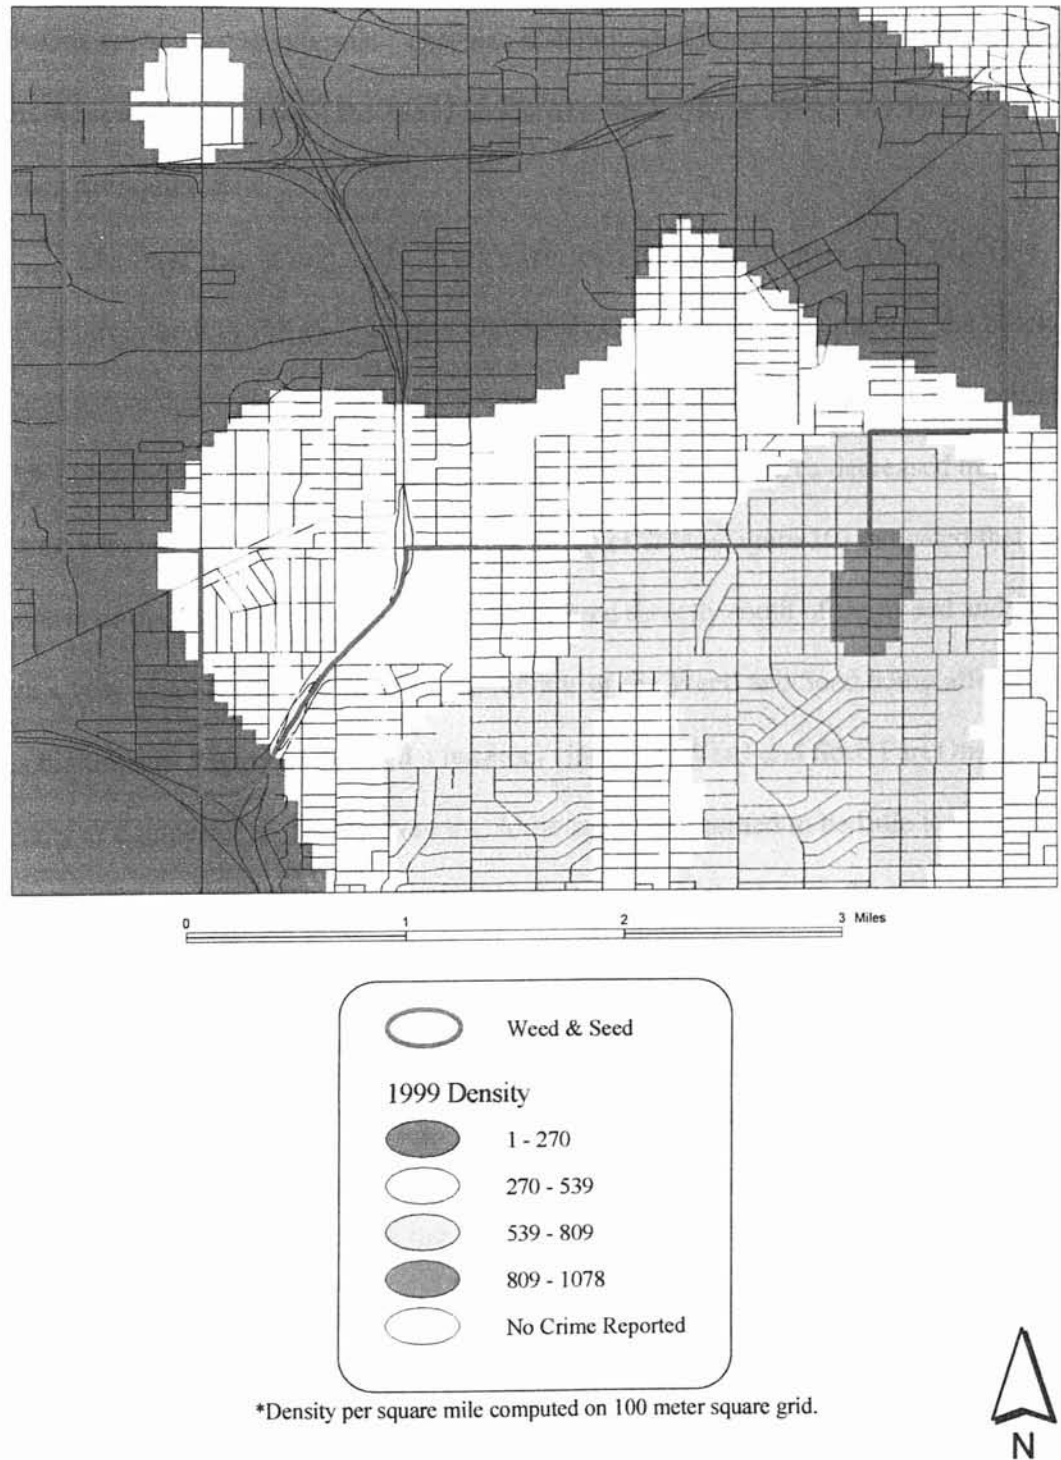 0 1 2 3 Miles
Weed & Seed
1999 Density
1 - 270
270 - 539
539 - 809
809 - 1078
No Crime Reported
*Density per square mile computed on 100 meter square grid.
N